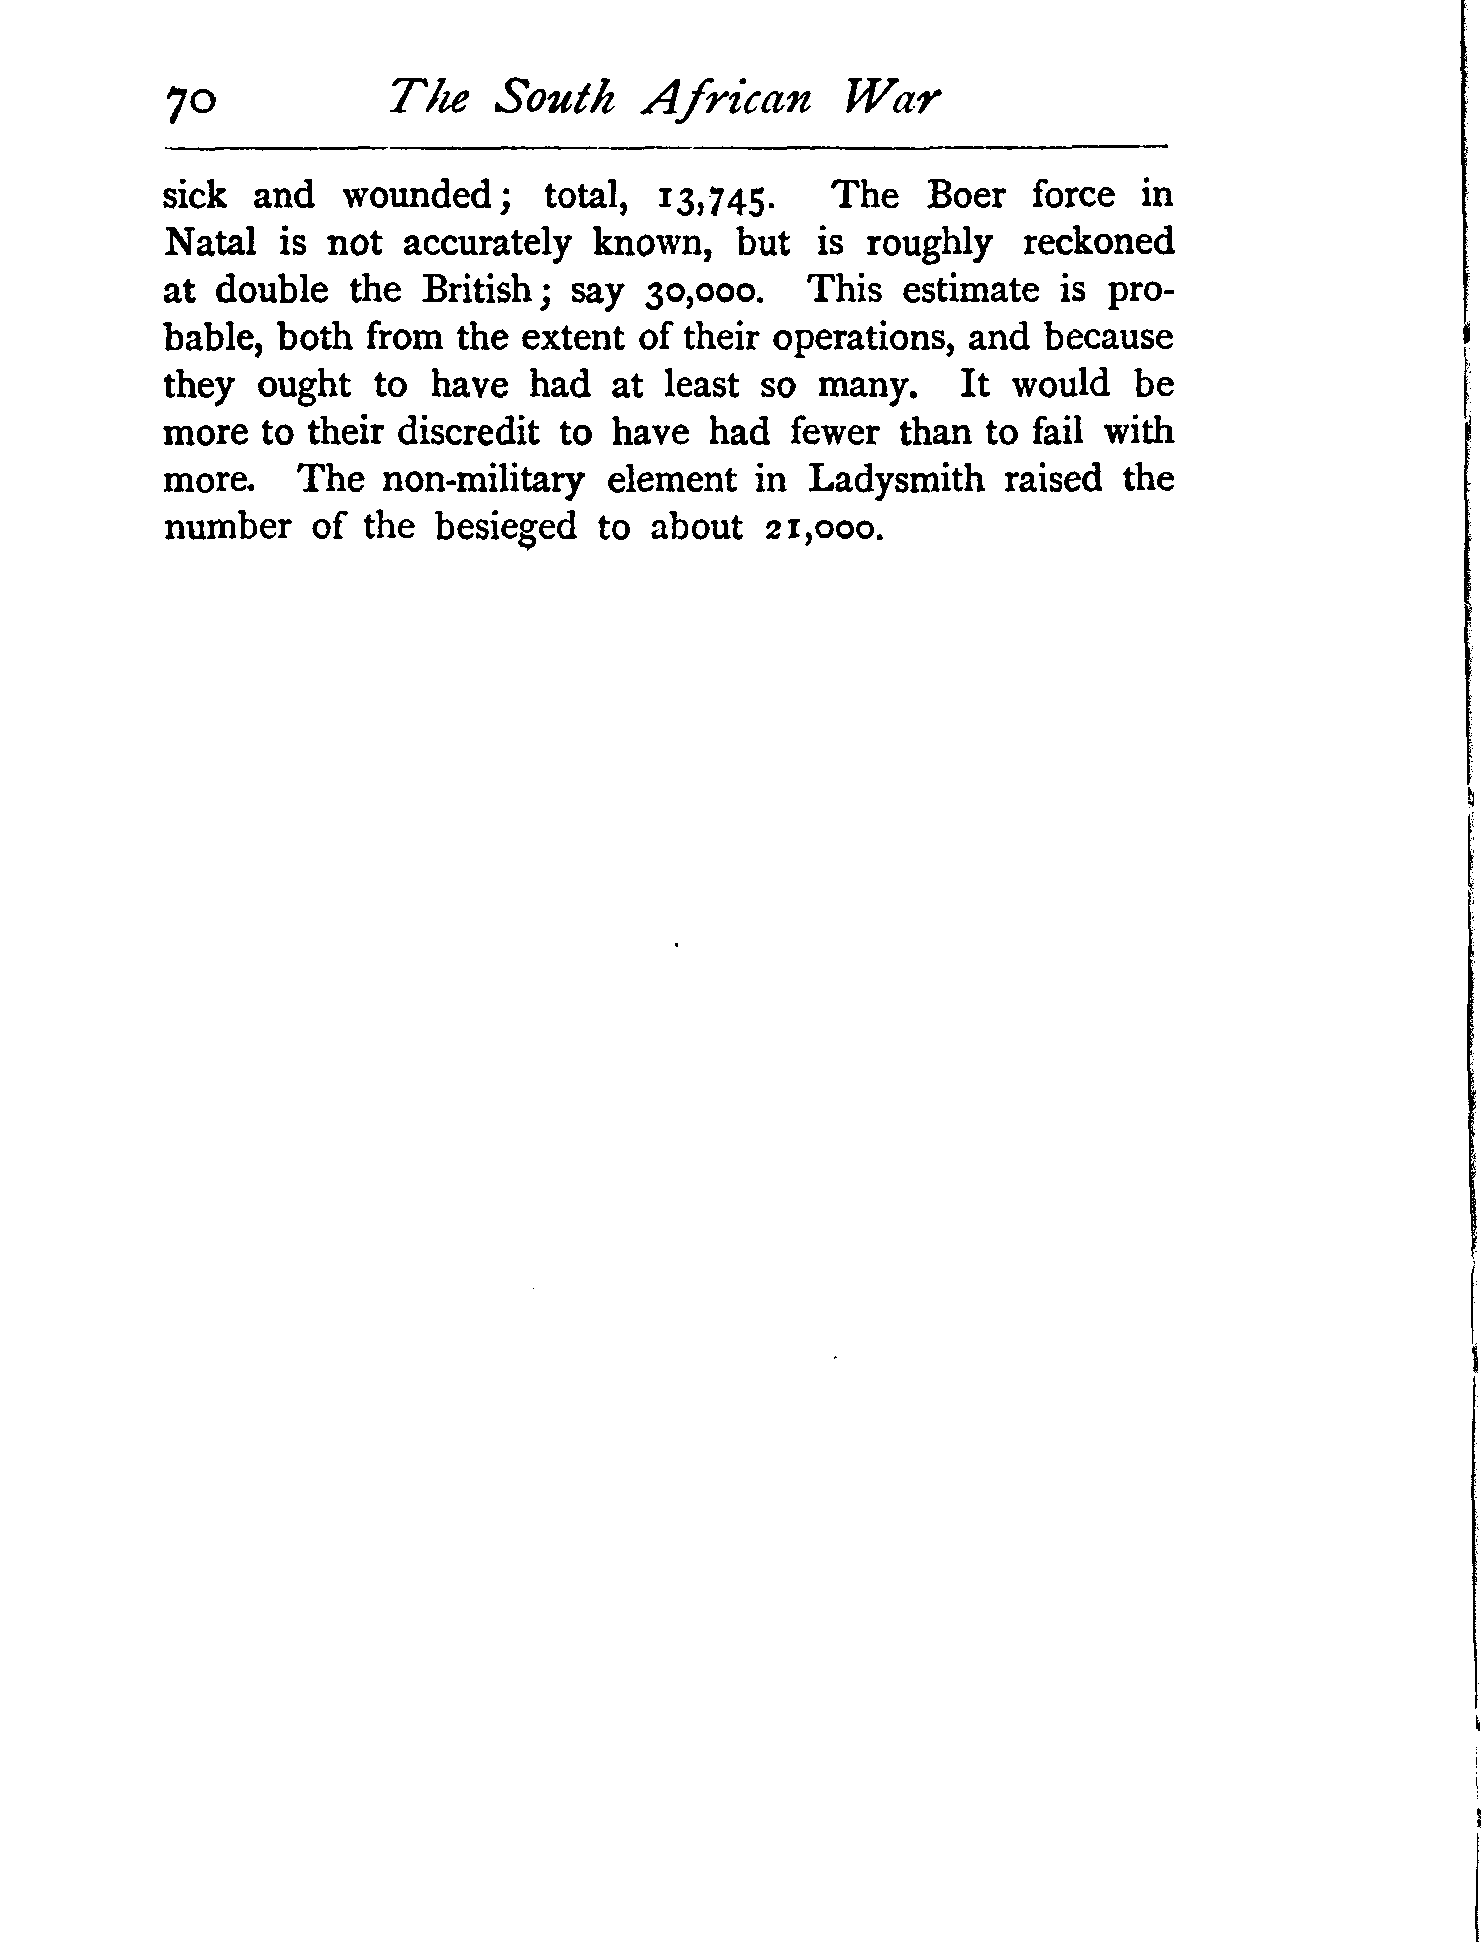 70 The South African War
sick and wounded; total, 13,745. The Boer force in
Natal is not accurately known, but is roughly reckoned
at double the British; say 30,000. This estimate is pro-
bable, both from the extent of their operations, and because
they ought to have had at least so many. It would be
more to their discredit to have had fewer than to fail with
more. The non-military element in Ladysmith raised the
number of the besieged to about 21,000.